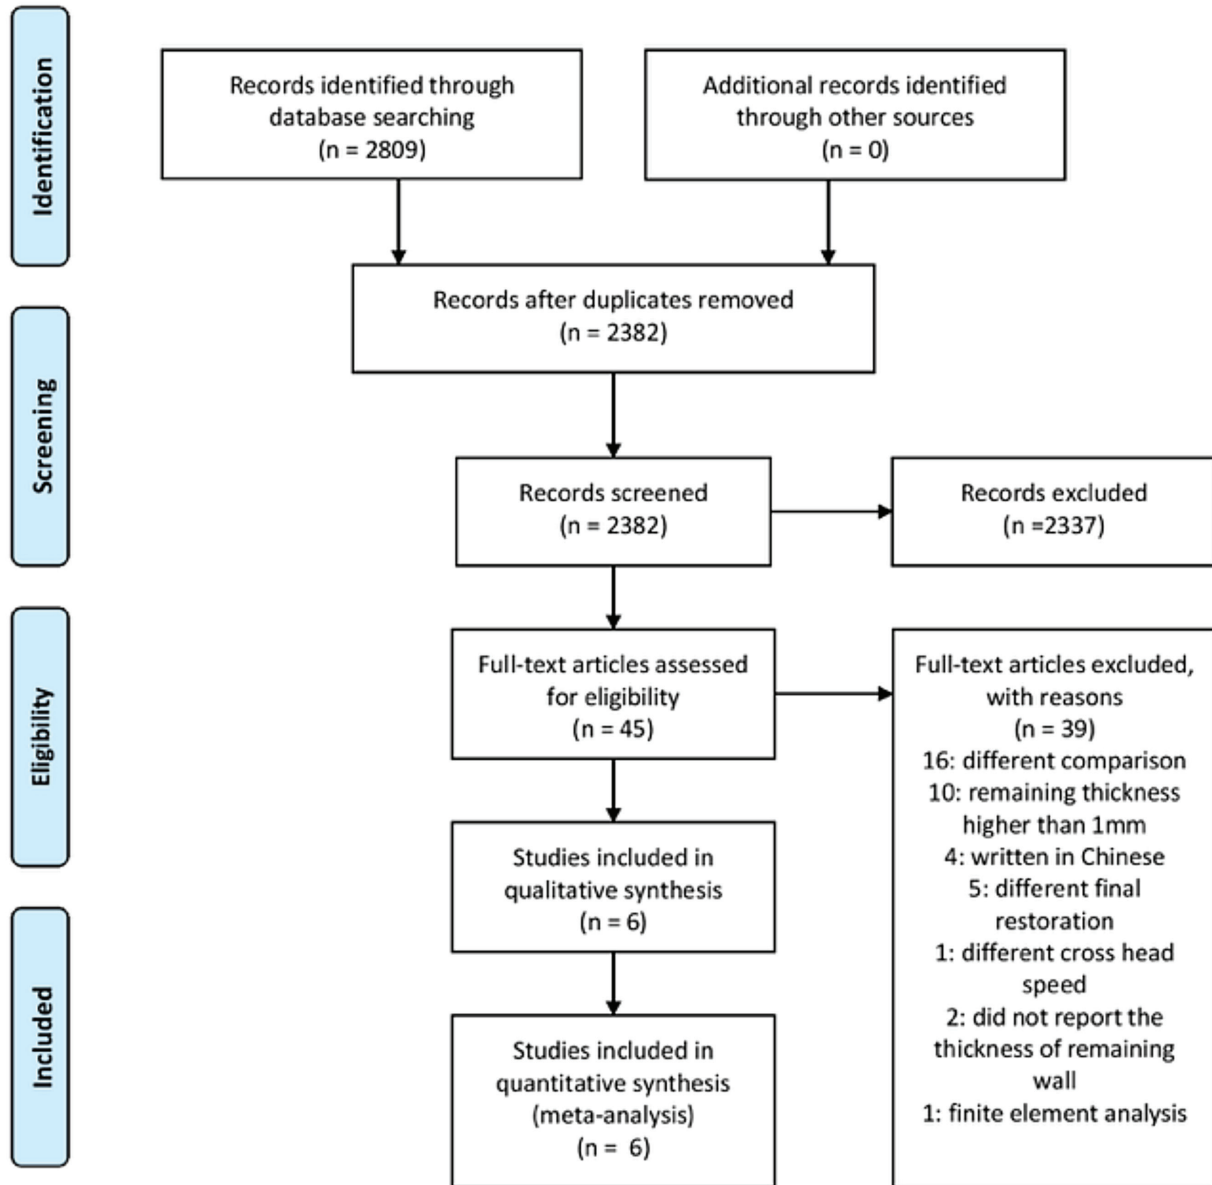 Identification
Records identified through
database searching
(n = 2809)
Additional records identified
through other sources
(n = 0)
Records after duplicates removed
(n = 2382)
Screening
Records screened
(n = 2382)
Records excluded
(n =2337)
Eligibility
Full-text articles assessed
for eligibility
(n = 45)
Full-text articles excluded,
with reasons
(n = 39)
16: different comparison
10: remaining thickness
higher than 1mm
4: written in Chinese
5: different final
restoration
1: different cross head
speed
2: did not report the
thickness of remaining
wall
1: finite element analysis
Studies included in
qualitative synthesis
(n = 6)
Included
Studies included in
quantitative synthesis
(meta-analysis)
(n =  6)